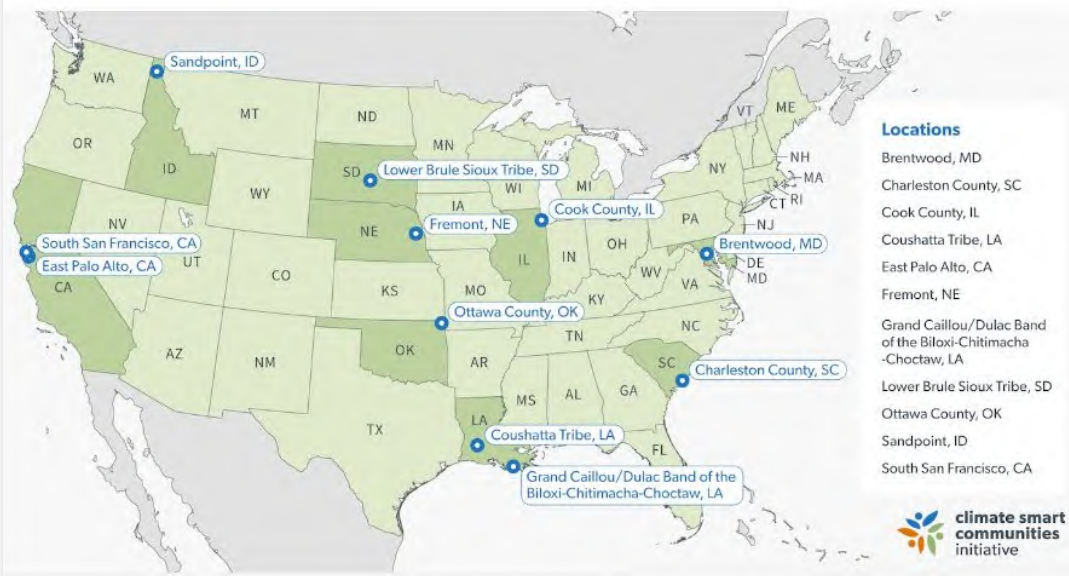 Sandpoint, ID
WA
MT
ND
MN
VT
ME
OR
ID
SD
Lower Brule Sioux Tribe, SD
WI
MI
NY
NH
MA
RI
CT
WY
IA
Cook County, IL
PA
NJ
NV
NE
Fremont, NE
Brentwood, MD
South San Francisco, CA
OH
East Palo Alto, CA
UT
IL
IN
DE
MD
CA
CO
WV
VA
KS
MO
KY
Ottawa County, OK
NC
TN
AZ
NM
OK
AR
SC
Charleston County, SC
MS
AL
GA
TX
LA
Coushatta Tribe, LA
FL
Grand Caillou/Dulac Band of the
Biloxi-Chitimacha-Choctaw, LA
Locations
Brentwood, MD
Charleston County, SC
Cook County, IL
Coushatta Tribe, LA
East Palo Alto, CA
Fremont, NE
Grand Caillou/Dulac Band
of the Biloxi-Chitimacha
-Choctaw, LA
Lower Brule Sioux Tribe, SD
Ottawa County, OK
Sandpoint, ID
South San Francisco, CA
climate smart
communities
initiative